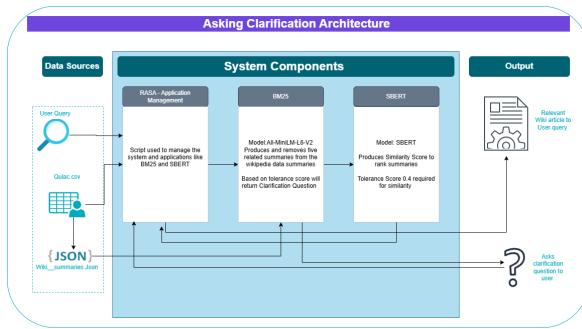 Asking Clarification Architecture
Data Sources
System Components
Output
User Query
Qulac.csv
{JSON}
Wiki__summaries.Json
RASA - Application
Management
Script used to manage the
system and applications like
BM25 and SBERT
BM25
Model:All-MiniLM-L6-V2
Produces and removes five
related summaries from the
wikipedia data summaries
Based on tolerance score will
return Clarification Question
SBERT
Model: SBERT
Produces Similarity Score to
rank summaries
Tolerance Score 0.4 required
for similarity
Relevant
Wiki article to
User query
?
Asks
clarification
question to
user